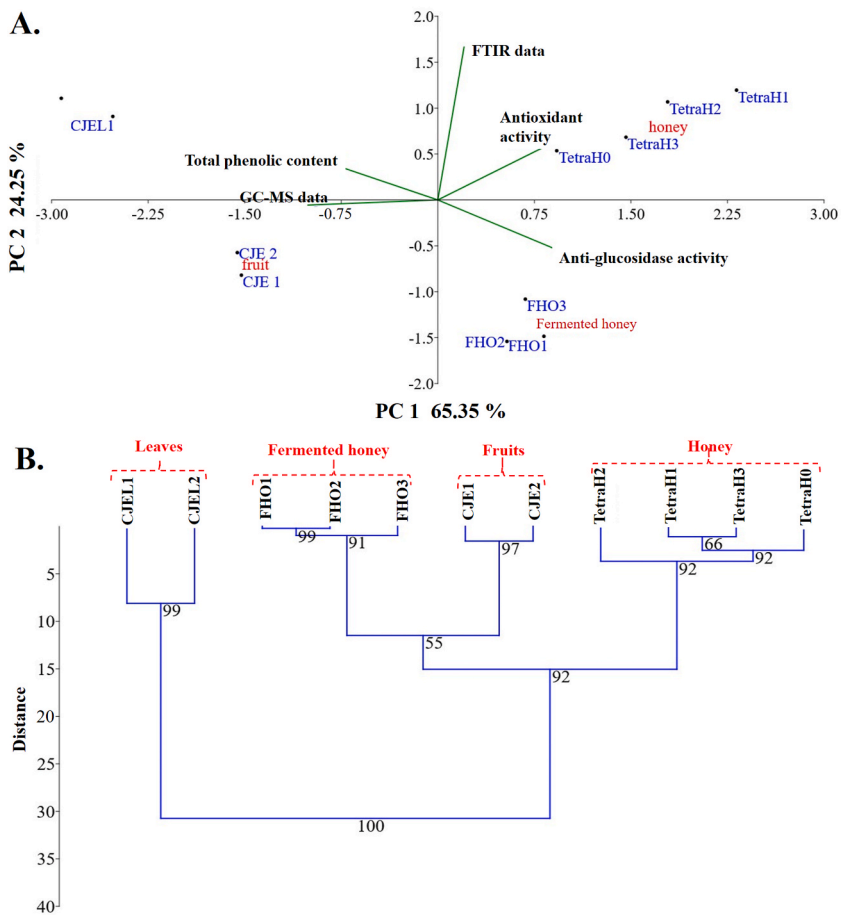 A.
2.0
1.5
1.0
0.5
-0.5
-1.0
-1.5
-2.0
FTIR data
Antioxidant
activity
Total phenolic content
GC-MS data
Anti-glucosidase activity
CJEL1
TetraH1
TetraH2
honey
TetraH3
TetraH0
-3.00 -2.25 -1.50 -0.75 0.75 1.50 2.25 3.00
CJE 2
fruit
CJE 1
FHO3
Fermented honey
FHO2 FHO1
PC 2 24.25 %
PC 1 65.35 %
B.
Leaves Fermented honey Fruits Honey
CJEL1 CJEL2 FHO1 FHO2 FHO3 CJE1 CJE2 TetraH2 TetraH1 TetraH3 TetraH0
99 91 97 66 92
92
99
55
92
100
5
10
15
20
25
30
35
40
Distance